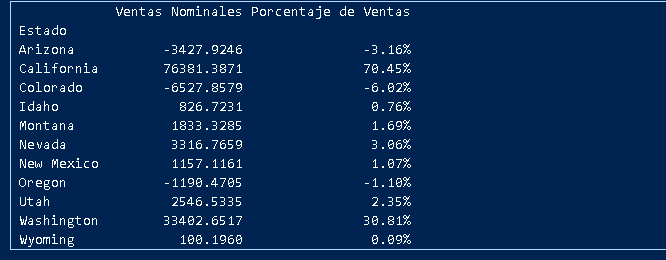 Ventas Nominales Porcentaje de Ventas
Estado
Arizona -3427.9246 -3.16%
California 76381.3871 70.45%
Colorado -6527.8579 -6.02%
Idaho 826.7231 0.76%
Montana 1833.3285 1.69%
Nevada 3316.7659 3.06%
New Mexico 1157.1161 1.07%
Oregon -1190.4705 -1.10%
Utah 2546.5335 2.35%
Washington 33402.6517 30.81%
Wyoming 100.1960 0.09%